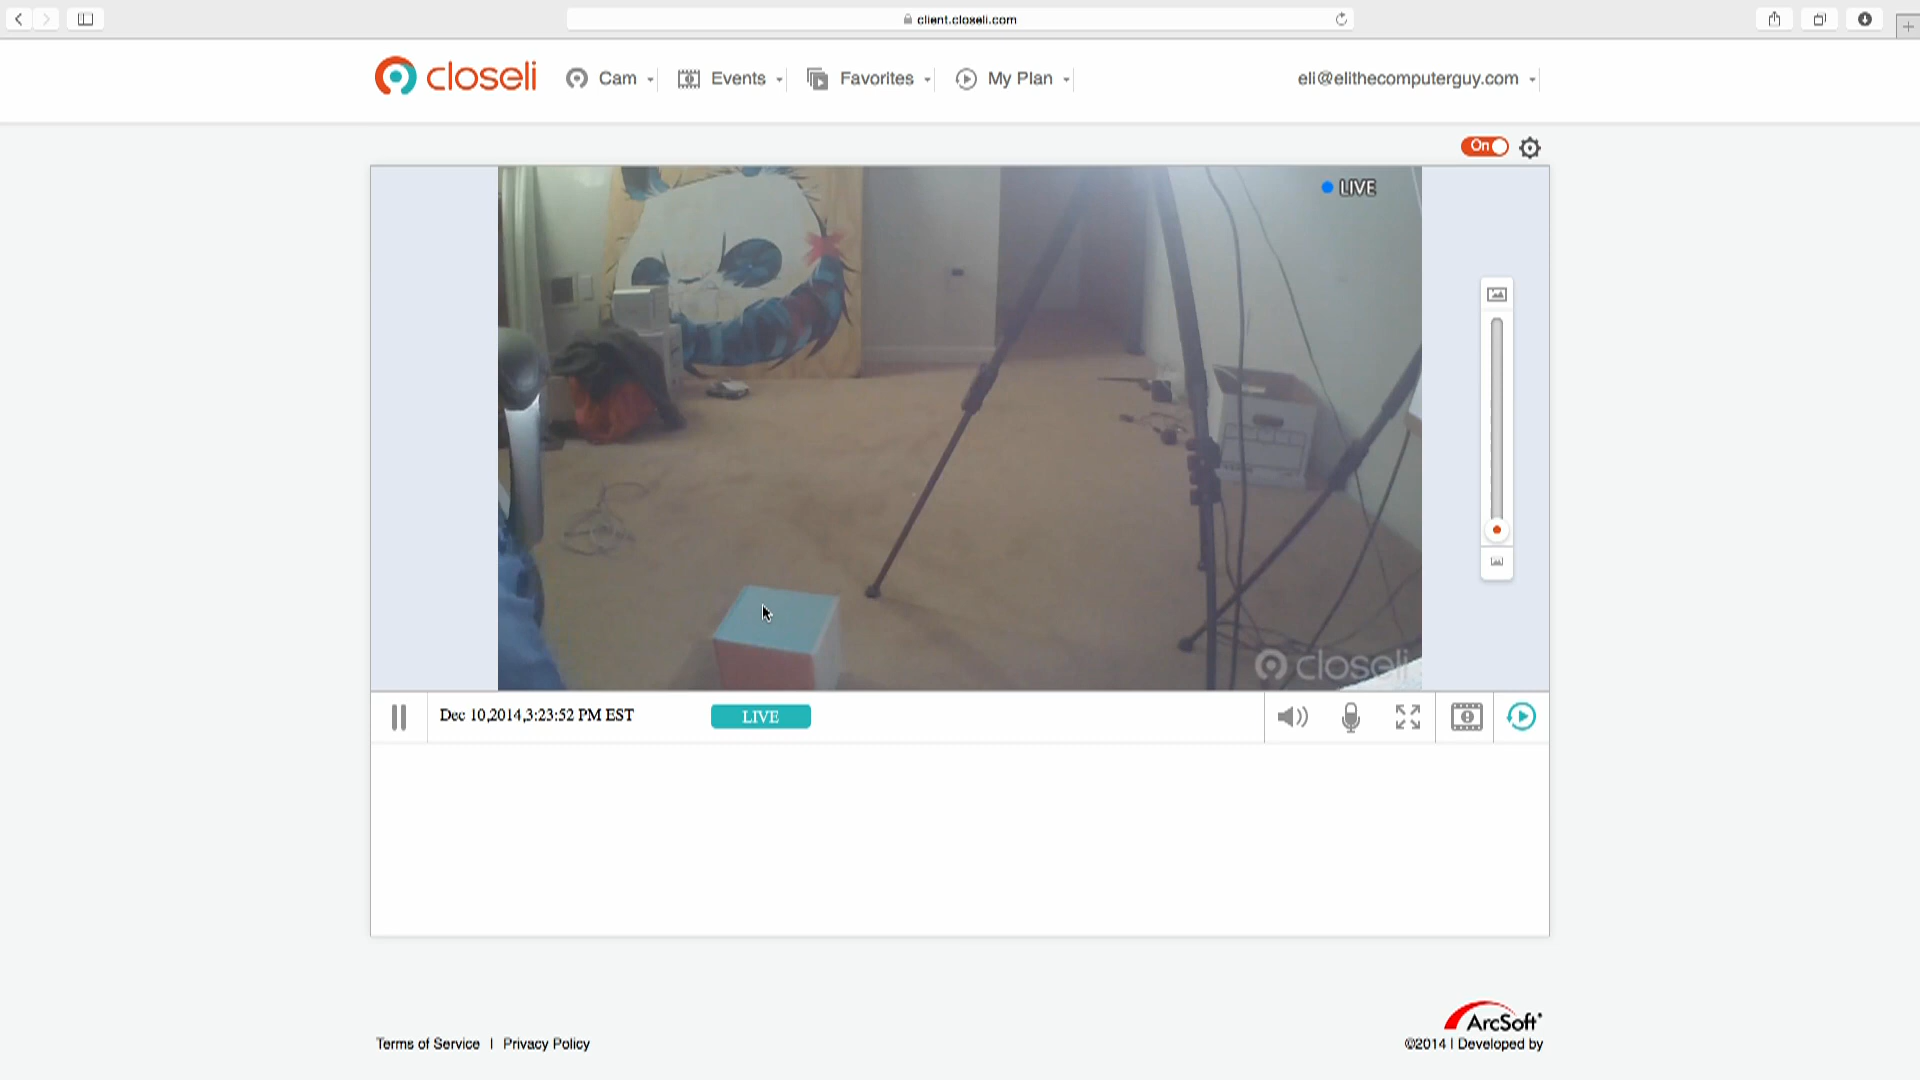 client.closeli.com
closeli
Cam
Events
Favorites
My Plan
eli@elithecomputerguy.com
On
LIVE
closeli
Dec 10,2014,3:23:52 PM EST
LIVE
ArcSoft
Terms of Service | Privacy Policy
©2014 | Developed by